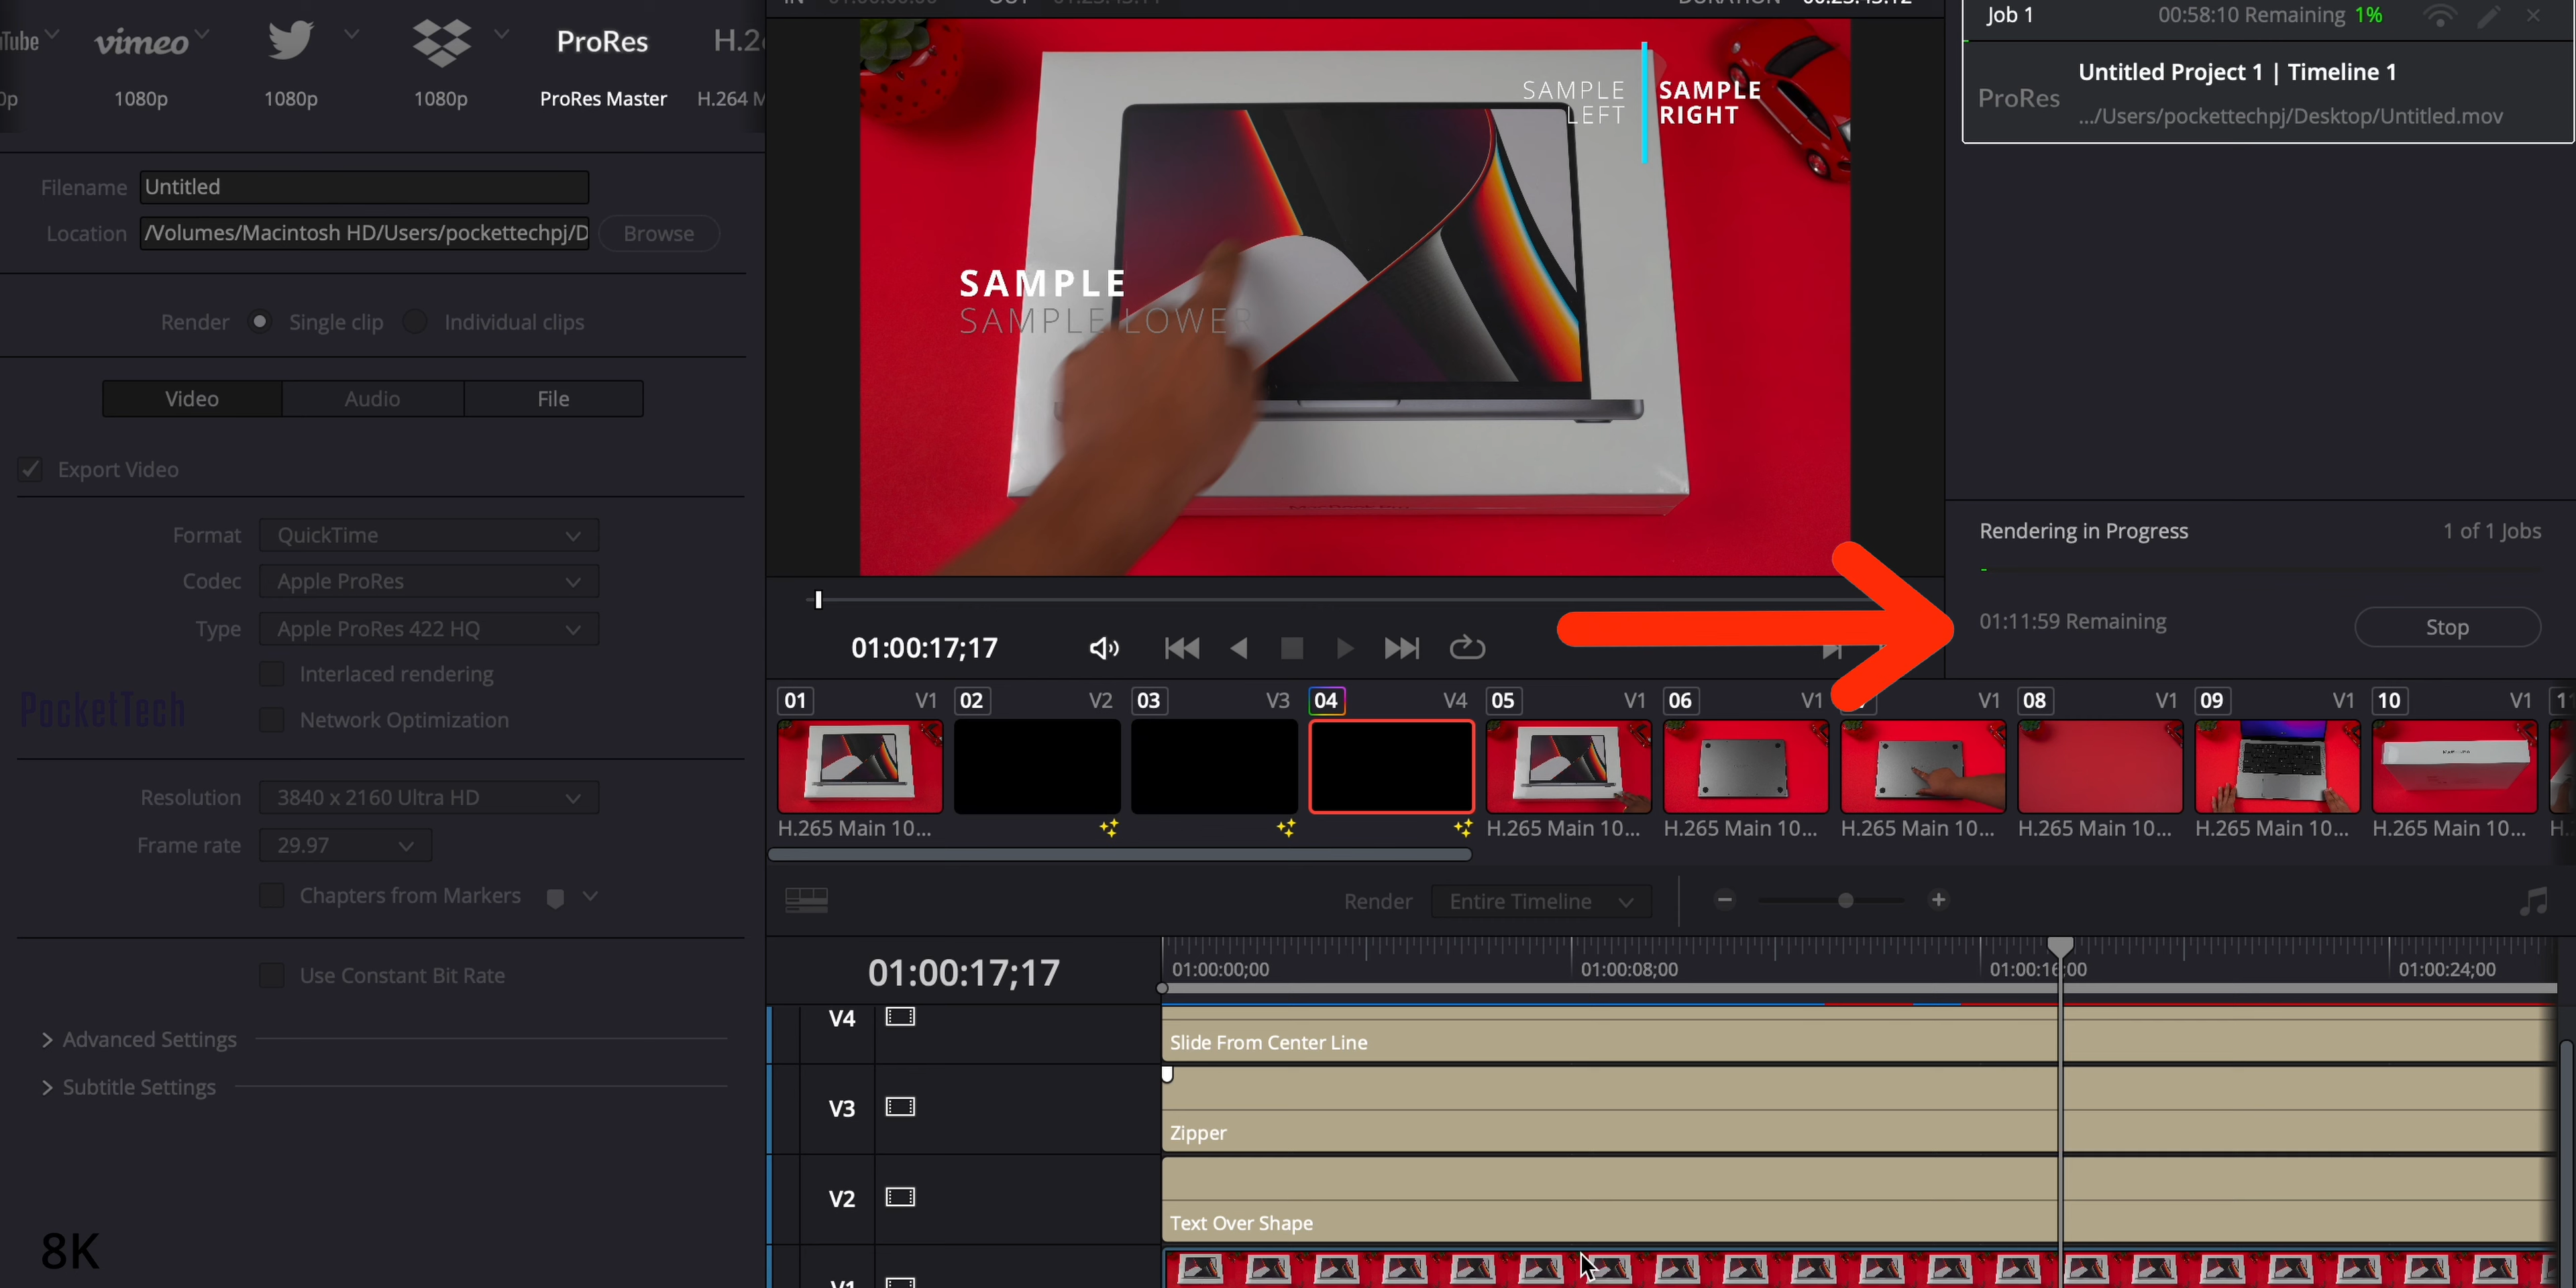 vimeo
ProRes
1080p
1080p
1080p
ProRes Master
H.264 M
Filename
Untitled
Location
/Volumes/Macintosh HD/Users/pockettechpj/D
Browse
Render
Single clip
Individual clips
Video
Audio
File
Export Video
Format
QuickTime
Codec
Apple ProRes
Type
Apple ProRes 422 HQ
Interlaced rendering
PocketTech
Network Optimization
Resolution
3840 x 2160 Ultra HD
Frame rate
29.97
Chapters from Markers
Use Constant Bit Rate
Advanced Settings
Subtitle Settings
8K
SAMPLE
LEFT
SAMPLE
RIGHT
SAMPLE
SAMPLE LOWER
01:00:17;17
Job 1
00:58:10 Remaining 1%
Untitled Project 1 | Timeline 1
ProRes
.../Users/pockettechpj/Desktop/Untitled.mov
Rendering in Progress
1 of 1 Jobs
01:11:59 Remaining
Stop
01 V1
02 V2
03 V3
04 V4
05 V1
06 V1
V1
08 V1
09 V1
10 V1
H.265 Main 10...
H.265 Main 10...
H.265 Main 10...
H.265 Main 10...
H.265 Main 10...
H.265 Main 10...
H.265 Main 10...
Render
Entire Timeline
01:00:17;17
01:00:00;00
01:00:08;00
01:00:16;00
01:00:24;00
V4
Slide From Center Line
V3
Zipper
V2
Text Over Shape
V1